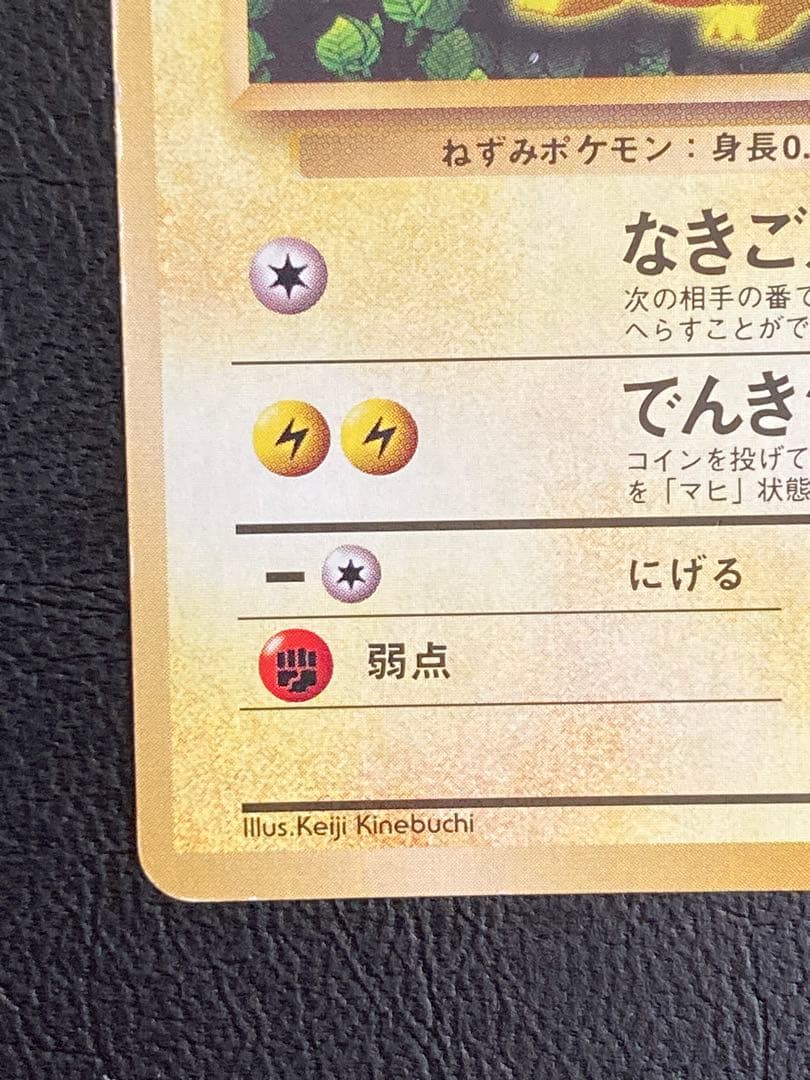 ねずみポケモン：身長0.
なきご
次の相手の番で
へらすことがで
でんき
コインを投げて
を「マヒ」状態
にげる
弱点
Illus.Keiji Kinebuchi